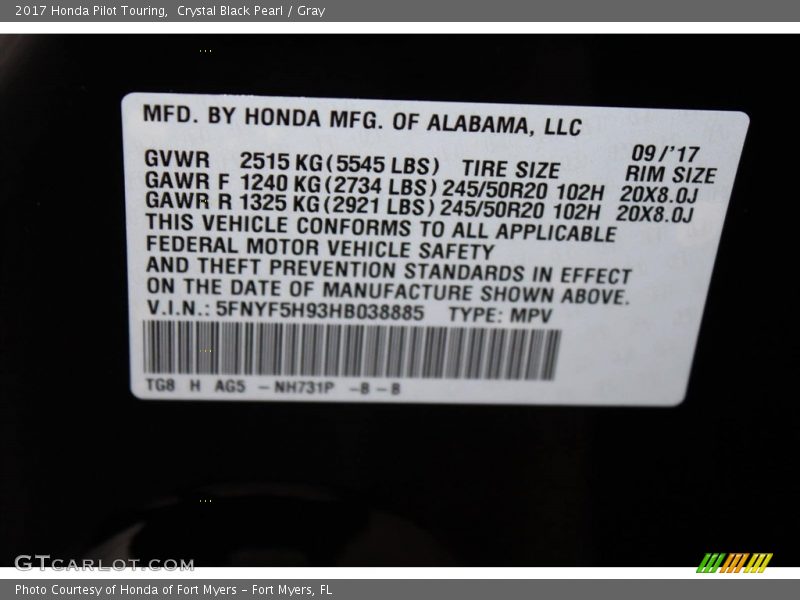 2017 Honda Pilot Touring, Crystal Black Pearl / Gray
MFD. BY HONDA MFG. OF ALABAMA, LLC
09/'17
GVWR 2515 KG (5545 LBS) TIRE SIZE RIM SIZE
GAWR F 1240 KG (2734 LBS) 245/50R20 102H 20X8.0J
GAWR R 1325 KG (2921 LBS) 245/50R20 102H 20X8.0J
THIS VEHICLE CONFORMS TO ALL APPLICABLE
FEDERAL MOTOR VEHICLE SAFETY
AND THEFT PREVENTION STANDARDS IN EFFECT
ON THE DATE OF MANUFACTURE SHOWN ABOVE.
V.I.N.: 5FNYF5H93HB038885 TYPE: MPV
TG8 H AG5 – NH731P – B – B
GTCARLOT.COM
Photo Courtesy of Honda of Fort Myers – Fort Myers, FL